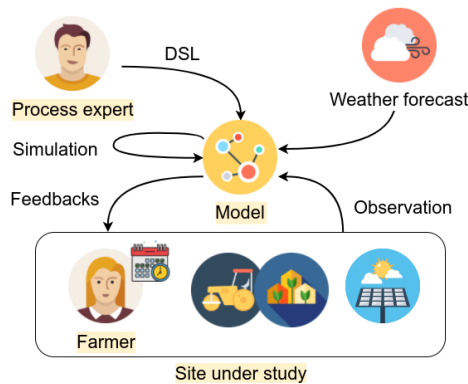 DSL
Process expert
Weather forecast
Simulation
Feedbacks
Model
Observation
Farmer
Site under study